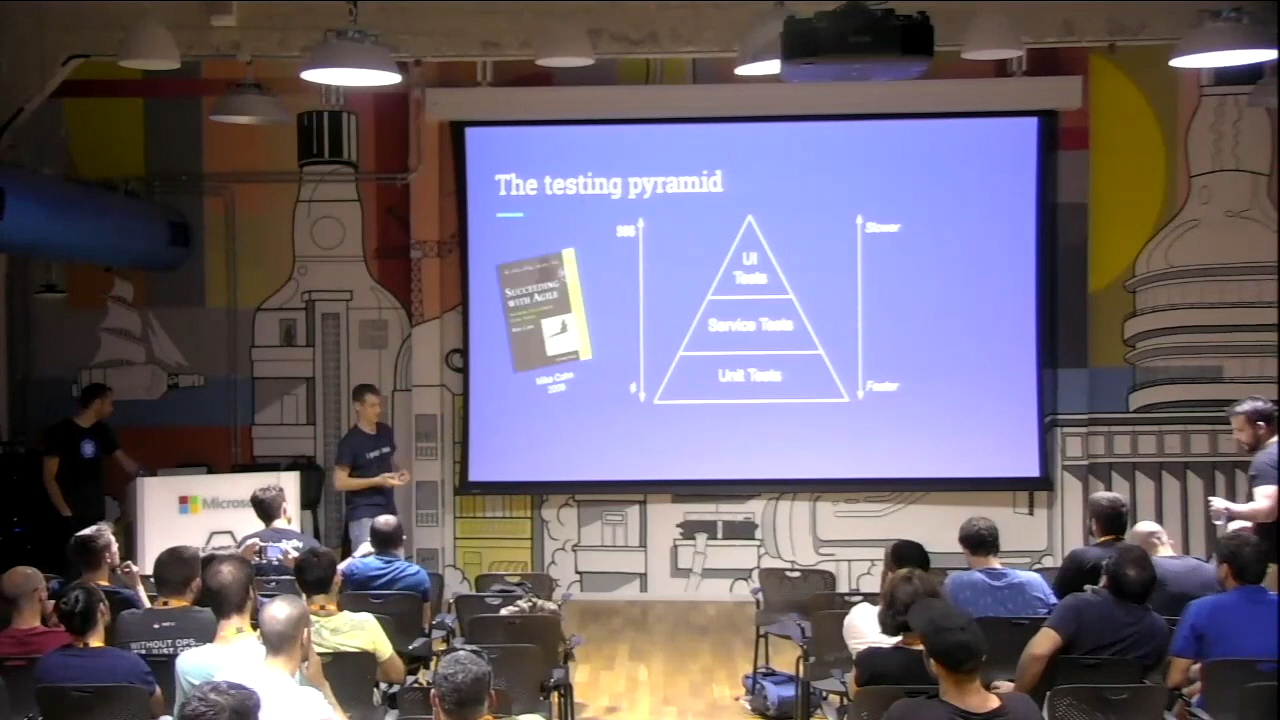 The testing pyramid
$$$
Slower
UI
Tests
SUCCEEDING
WITH AGILE
Service Tests
Unit Tests
Mike Cohn
2009
$
Faster
Microso
WITHOUT OPS